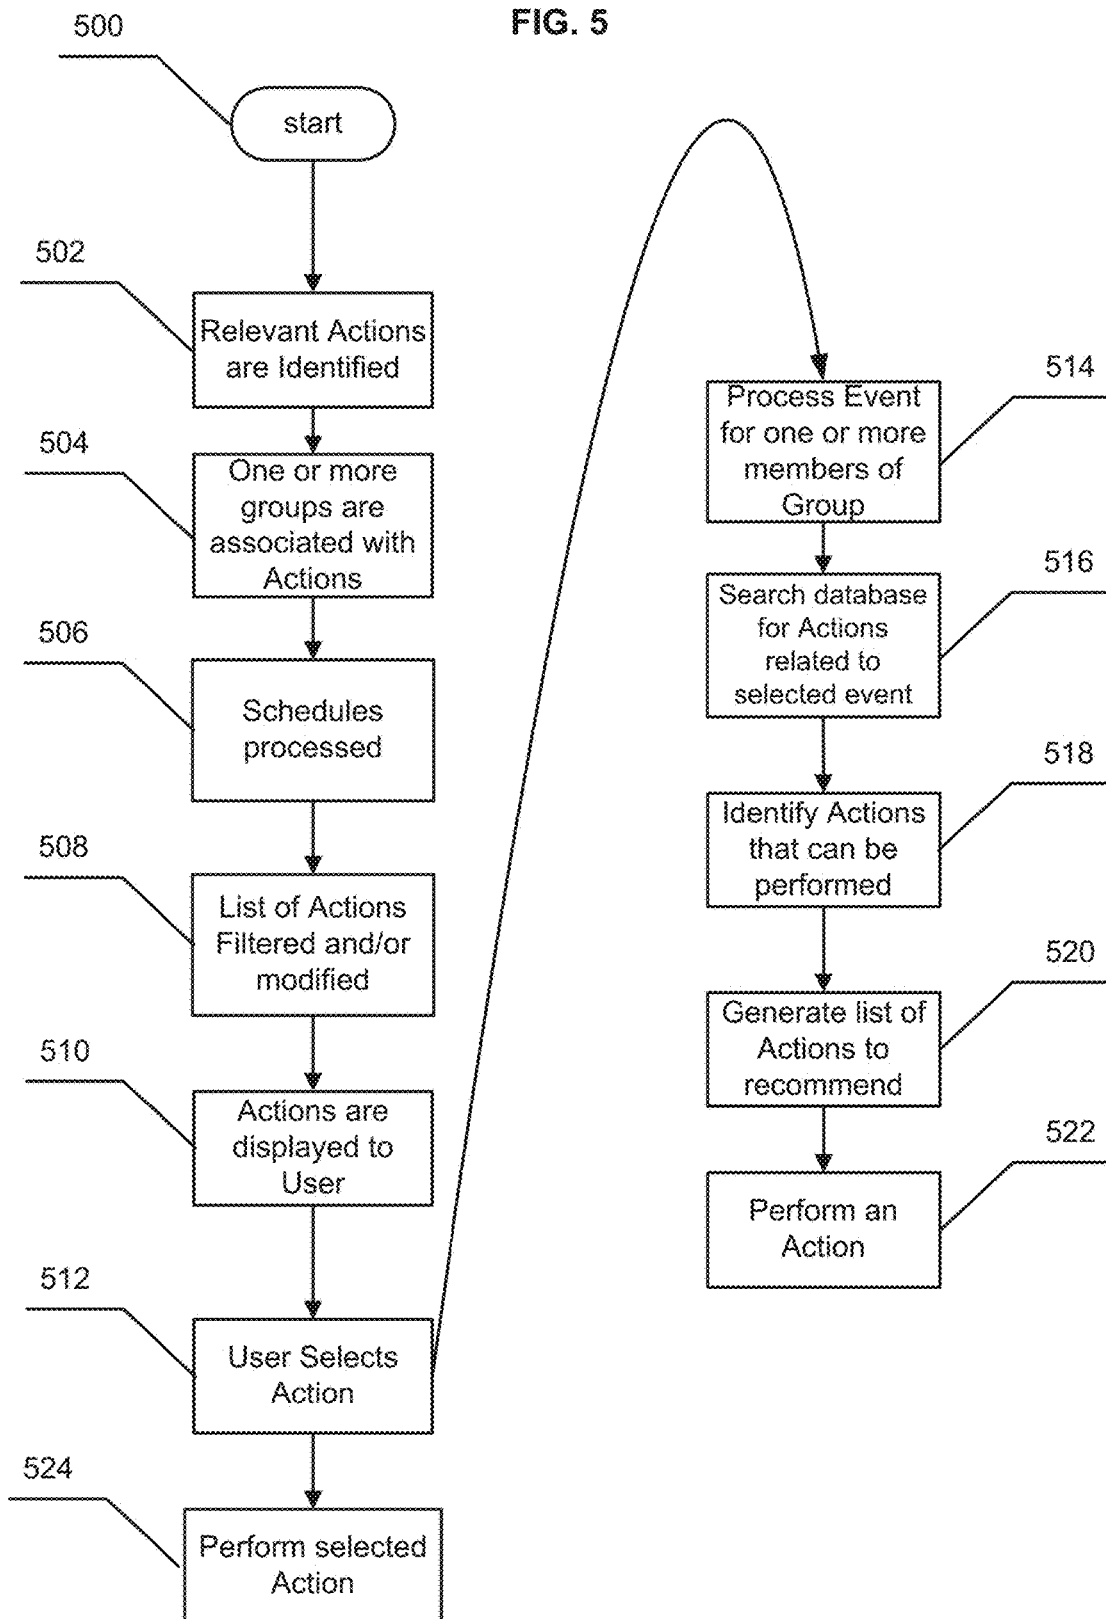 FIG. 5
500
start
502
Relevant Actions
are Identified
504
One or more
groups are
associated with
Actions
506
Schedules
processed
508
List of Actions
Filtered and/or
modified
510
Actions are
displayed to
User
512
User Selects
Action
524
Perform selected
Action
514
Process Event
for one or more
members of
Group
516
Search database
for Actions
related to
selected event
518
Identify Actions
that can be
performed
520
Generate list of
Actions to
recommend
522
Perform an
Action